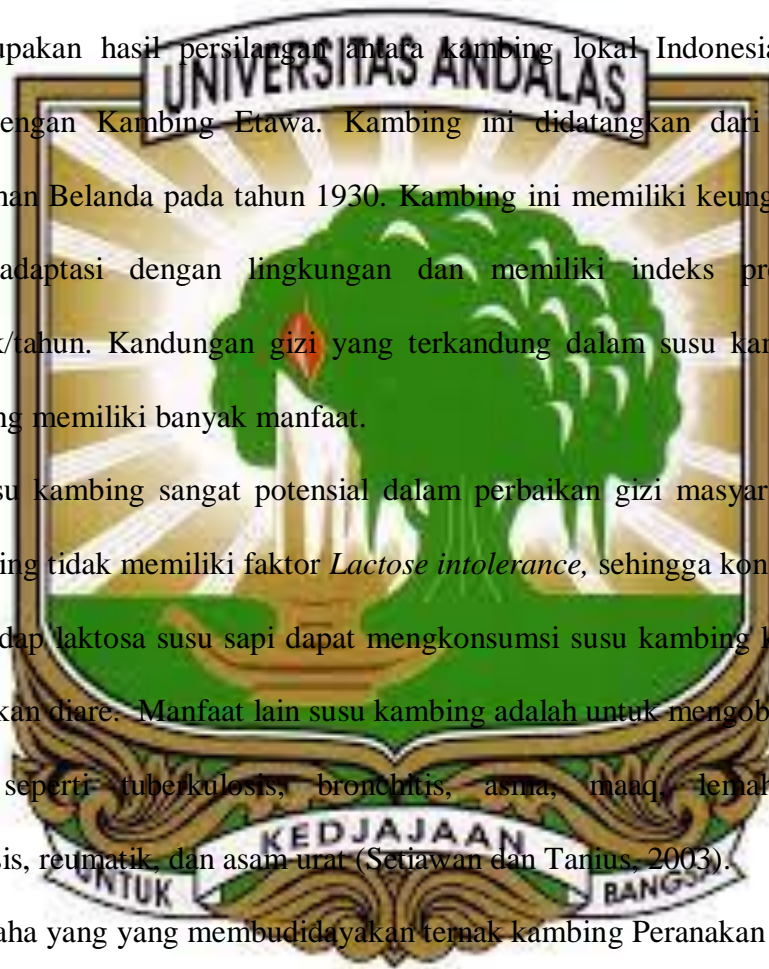 UNIVERSITAS ANDALAS
upakan hasil persilangan antara kambing lokal Indonesia
engan Kambing Etawa. Kambing ini didatangkan dari
han Belanda pada tahun 1930. Kambing ini memiliki keung
adaptasi dengan lingkungan dan memiliki indeks pr
/tahun. Kandungan gizi yang terkandung dalam susu kan
ng memiliki banyak manfaat.
su kambing sangat potensial dalam perbaikan gizi masyar
ing tidak memiliki faktor Lactose intolerance, sehingga kon
dap laktosa susu sapi dapat mengkonsumsi susu kambing
kan diare. Manfaat lain susu kambing adalah untuk mengob
seperti tuberkulosis, bronchitis, asma, maaq, lemah
sis, reumatik, dan asam urat (Setiawan dan Tanius, 2003).
UNTUK KEDJAJAAN BANGSA
aha yang yang membudidayakan ternak kambing Peranakan